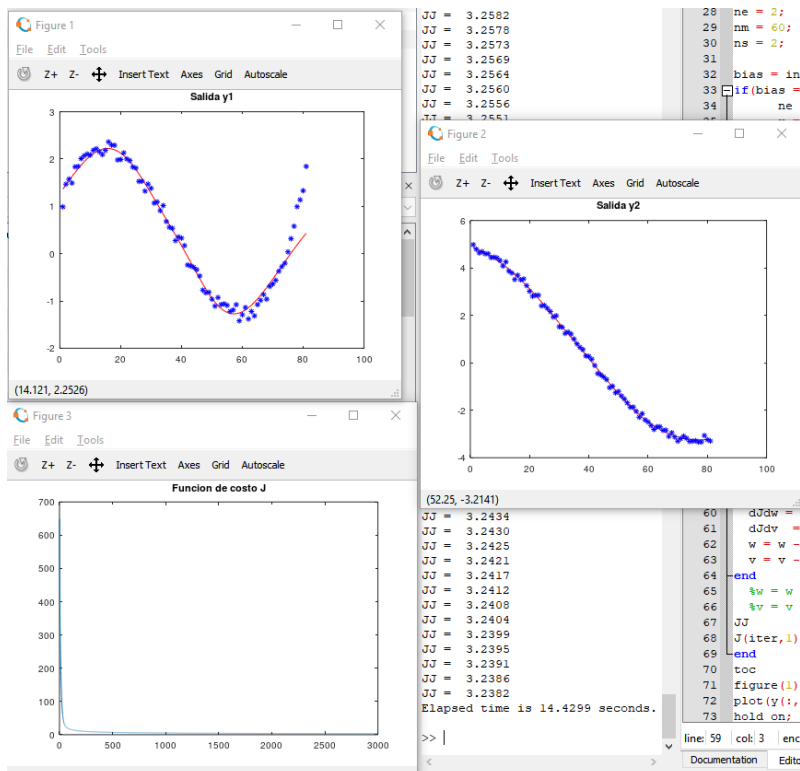 Figure 1
File Edit Tools
Z+ Z- Insert Text Axes Grid Autoscale
Salida y1
3
2
1
0
-1
-2
0 20 40 60 80 100
(14.121, 2.2526)
JJ = 3.2582
JJ = 3.2578
JJ = 3.2573
JJ = 3.2569
JJ = 3.2564
JJ = 3.2560
JJ = 3.2556
JJ = 3.2551
28 ne = 2;
29 nm = 60;
30 ns = 2;
31
32 bias = in
33 if(bias =
34 ne
Figure 2
File Edit Tools
Z+ Z- Insert Text Axes Grid Autoscale
Salida y2
6
4
2
0
-2
-4
0 20 40 60 80 100
(52.25, -3.2141)
Figure 3
File Edit Tools
Z+ Z- Insert Text Axes Grid Autoscale
Funcion de costo J
700
600
500
400
300
200
100
0
0 500 1000 1500 2000 2500 3000
JJ = 3.2434
JJ = 3.2430
JJ = 3.2425
JJ = 3.2421
JJ = 3.2417
JJ = 3.2412
JJ = 3.2408
JJ = 3.2404
JJ = 3.2399
JJ = 3.2395
JJ = 3.2391
JJ = 3.2386
JJ = 3.2382
Elapsed time is 14.4299 seconds.
>>
60 dJdw =
61 dJdv =
62 w = w -
63 v = v -
64 end
65 %w = w
66 %v = v
67 JJ
68 J(iter,1)
69 end
70 toc
71 figure(1)
72 plot(y(:,
73 hold on;
line: 59 col: 3 enc
Documentation Edito